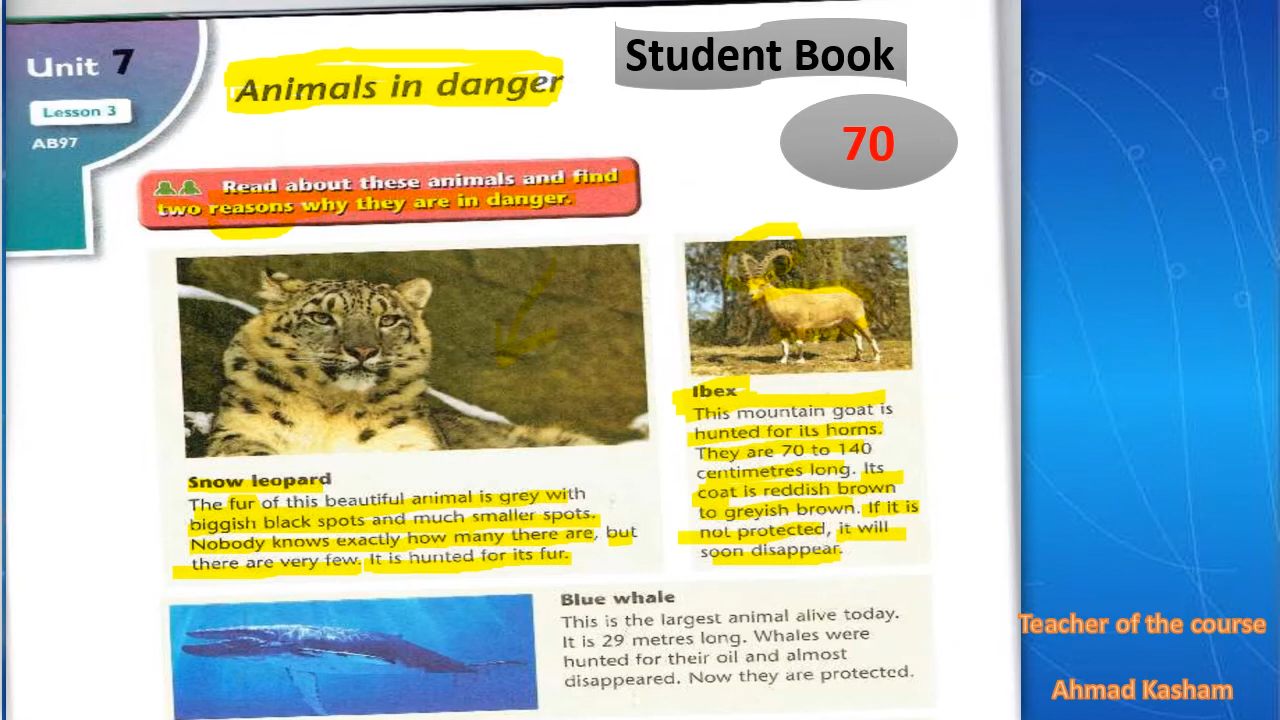 Unit 7
Lesson 3
AB97
Animals in danger
Student Book
70
Read about these animals and find
two reasons why they are in danger.
Snow leopard
The fur of this beautiful animal is grey with
biggish black spots and much smaller spots.
Nobody knows exactly how many there are, but
there are very few. It is hunted for its fur.
Ibex
This mountain goat is
hunted for its horns.
They are 70 to 140
centimetres long. Its
coat is reddish brown
to greyish brown. If it is
not protected, it will
soon disappear.
Blue whale
This is the largest animal alive today.
It is 29 metres long. Whales were
hunted for their oil and almost
disappeared. Now they are protected.
Teacher of the course
Ahmad Kasham